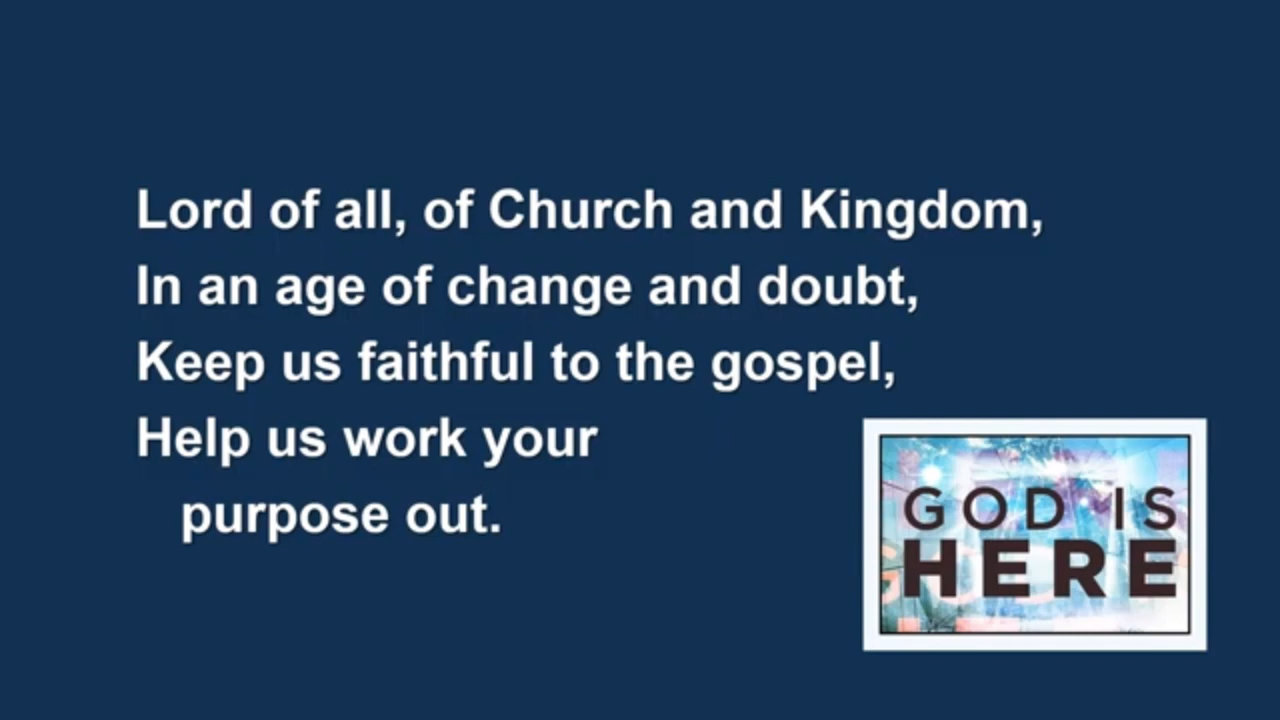 Lord of all, of Church and Kingdom,
In an age of change and doubt,
Keep us faithful to the gospel,
Help us work your
purpose out.
GOD IS
HERE